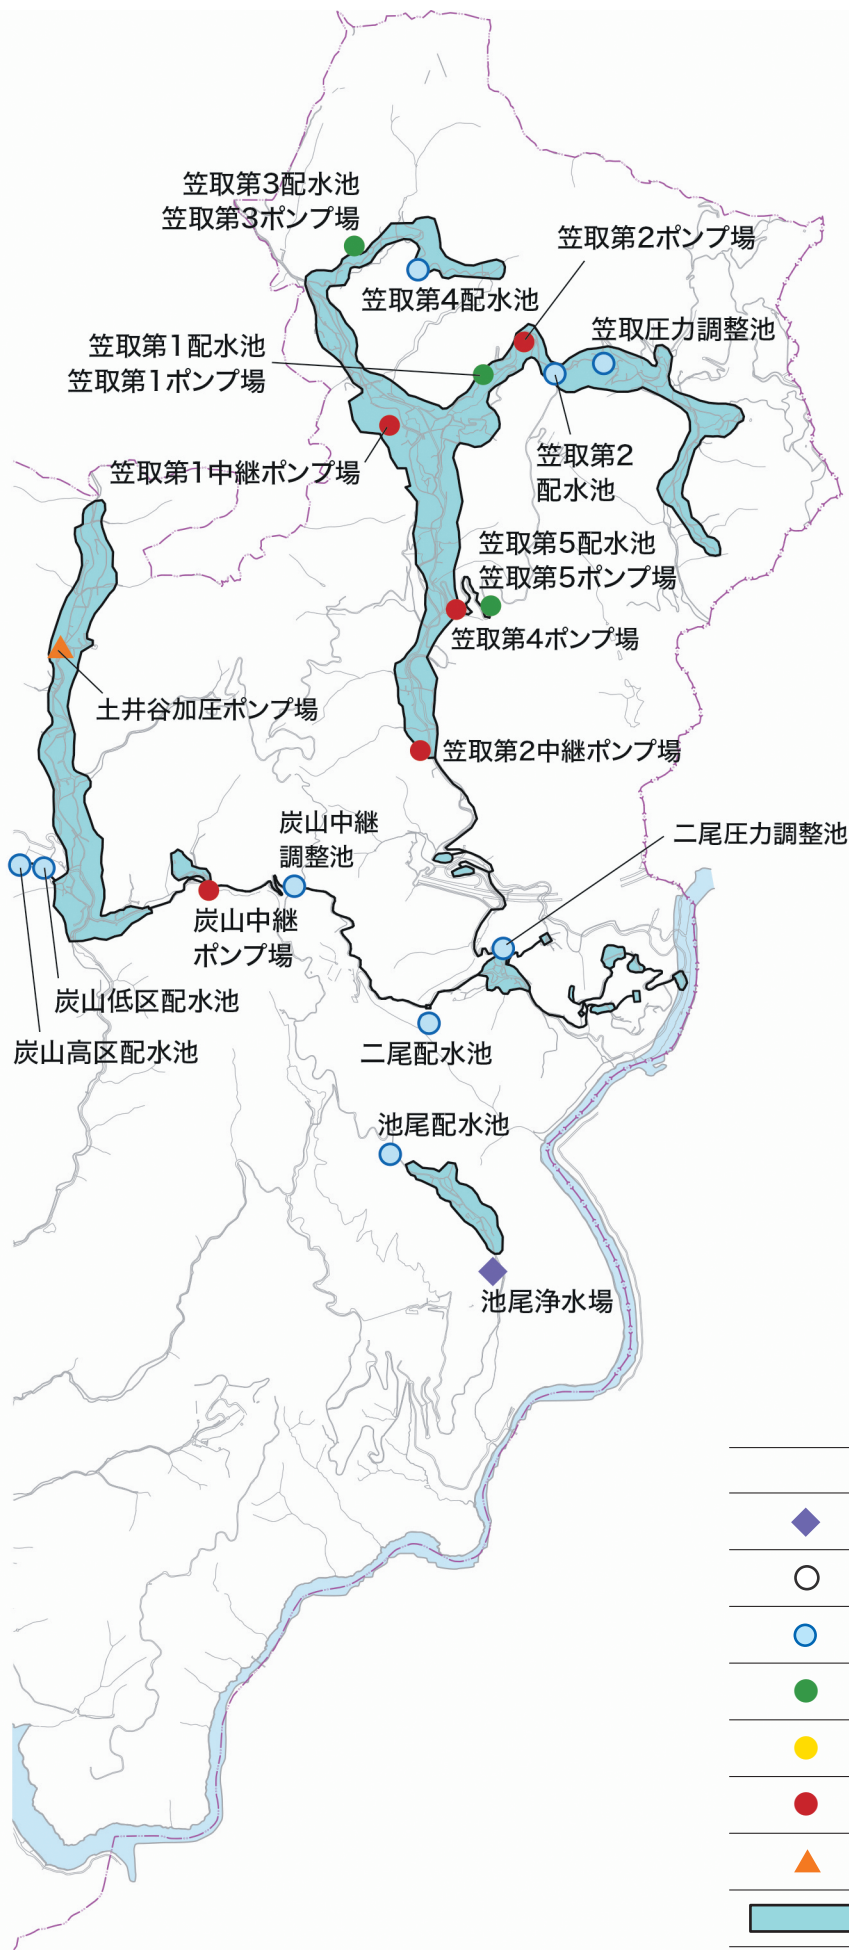 笠取第3配水池
笠取第3ポンプ場
笠取第2ポンプ場
笠取第4配水池
笠取圧力調整池
笠取第1配水池
笠取第1ポンプ場
笠取第1中継ポンプ場
笠取第2
配水池
笠取第5配水池
笠取第5ポンプ場
笠取第4ポンプ場
土井谷加圧ポンプ場
笠取第2中継ポンプ場
炭山中継
調整池
二尾圧力調整池
炭山中継
ポンプ場
炭山低区配水池
炭山高区配水池
二尾配水池
池尾配水池
池尾浄水場